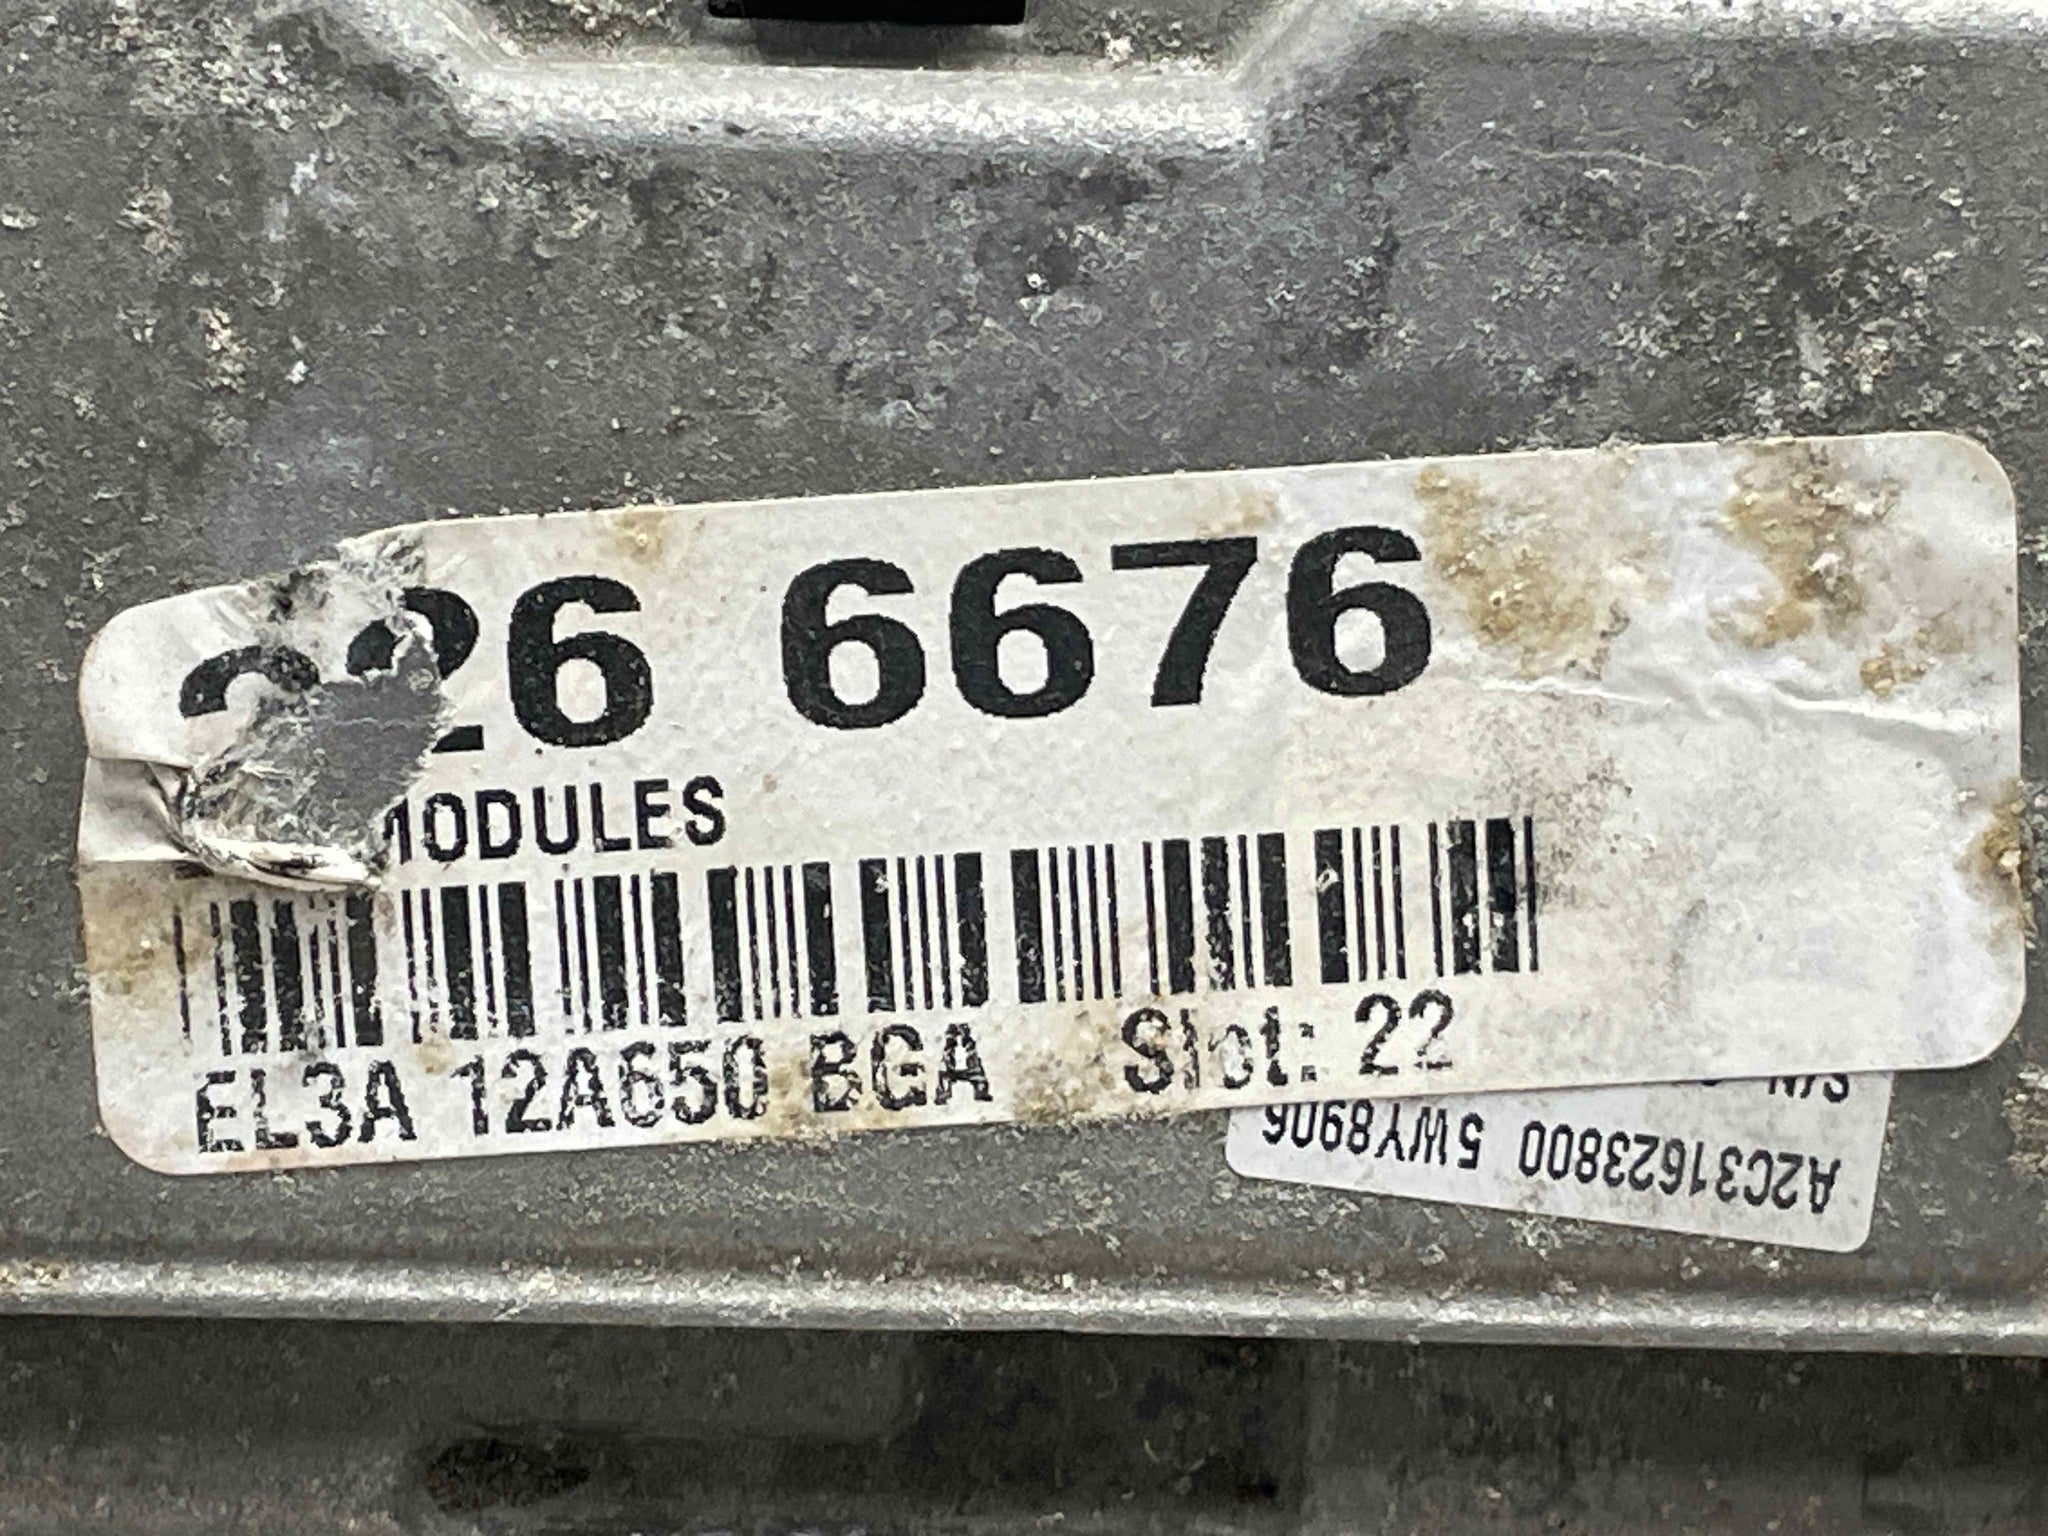 26 6676
MODULES
EL3A 12A650 BGA Slot: 22
S/N
A2C31623800 5WY8906